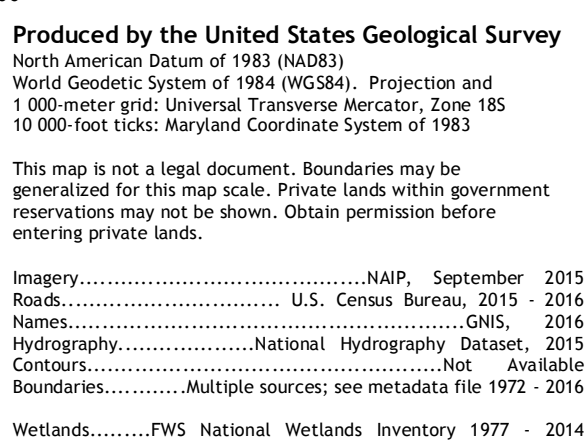 Produced by the United States Geological Survey
North American Datum of 1983 (NAD83)
World Geodetic System of 1984 (WGS84). Projection and
1 000-meter grid: Universal Transverse Mercator, Zone 18S
10 000-foot ticks: Maryland Coordinate System of 1983
This map is not a legal document. Boundaries may be
generalized for this map scale. Private lands within government
reservations may not be shown. Obtain permission before
entering private lands.
Imagery..........................................NAIP, September 2015
Roads................................ U.S. Census Bureau, 2015 - 2016
Names..........................................................GNIS, 2016
Hydrography....................National Hydrography Dataset, 2015
Contours....................................................Not Available
Boundaries............Multiple sources; see metadata file 1972 - 2016
Wetlands.........FWS National Wetlands Inventory 1977 - 2014